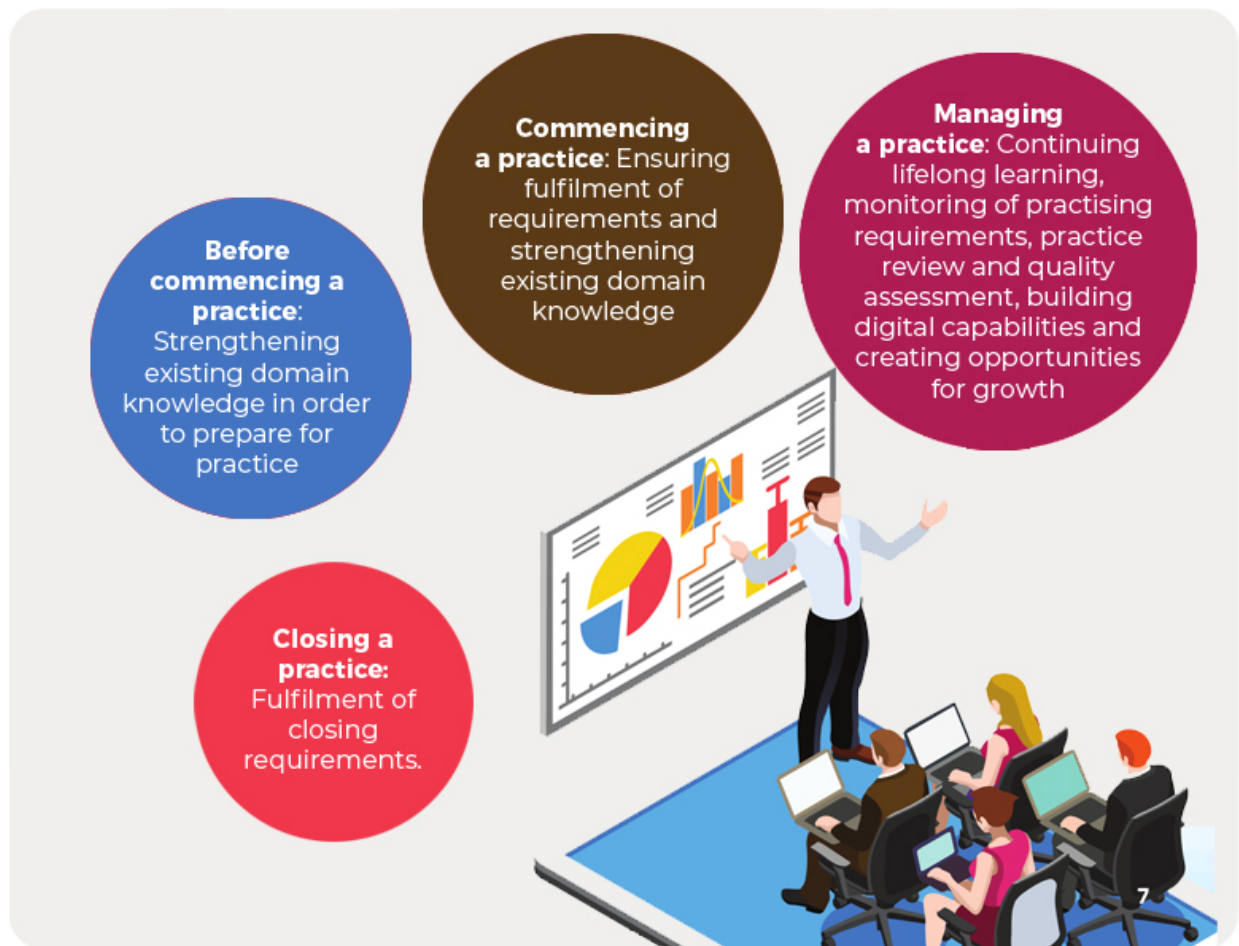 Before
commencing a
practice:
Strengthening
existing domain
knowledge in order
to prepare for
practice
Commencing
a practice: Ensuring
fulfilment of
requirements and
strengthening
existing domain
knowledge
Managing
a practice: Continuing
lifelong learning,
monitoring of practising
requirements, practice
review and quality
assessment, building
digital capabilities and
creating opportunities
for growth
Closing a
practice:
Fulfilment of
closing
requirements.
7